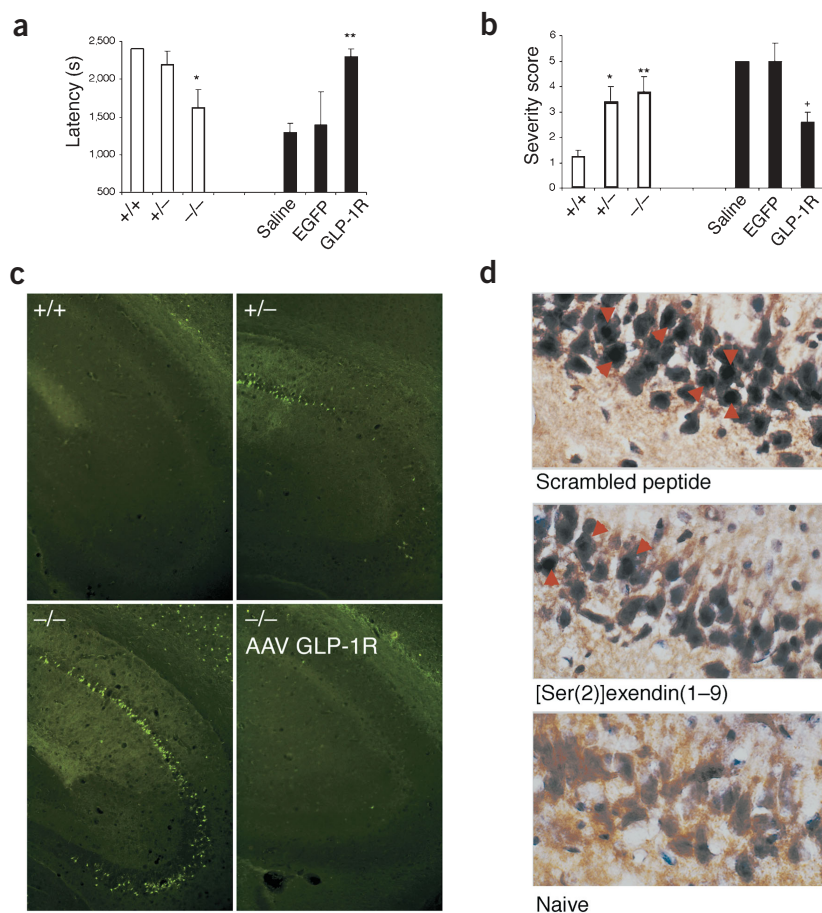 a
Latency (s)
2,500
2,000
1,500
1,000
500
*
**
+/+
+/−
−/−
Saline
EGFP
GLP-1R
b
Severity score
6
5
4
3
2
1
0
*
**
+
+/+
+/−
−/−
Saline
EGFP
GLP-1R
c
+/+
+/−
−/−
−/−
AAV GLP-1R
d
Scrambled peptide
[Ser(2)]exendin(1–9)
Naive